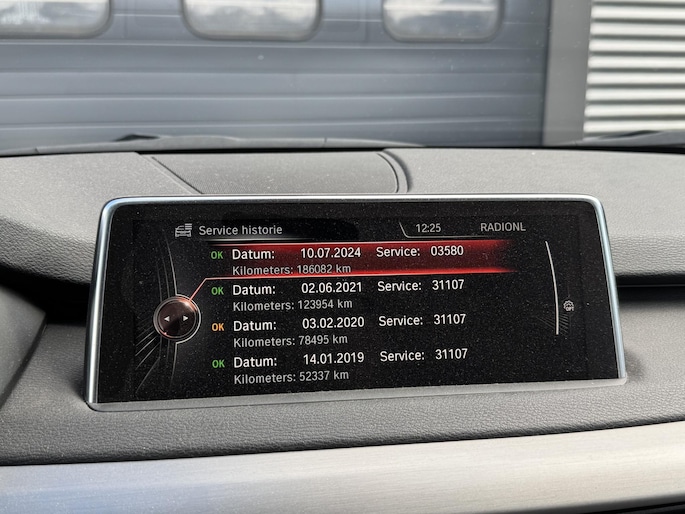 Service historie 12:25 RADIONL
OK Datum: 10.07.2024 Service: 03580
Kilometers: 186082 km
OK Datum: 02.06.2021 Service: 31107
Kilometers: 123954 km
OK Datum: 03.02.2020 Service: 31107
Kilometers: 78495 km
OK Datum: 14.01.2019 Service: 31107
Kilometers: 52337 km